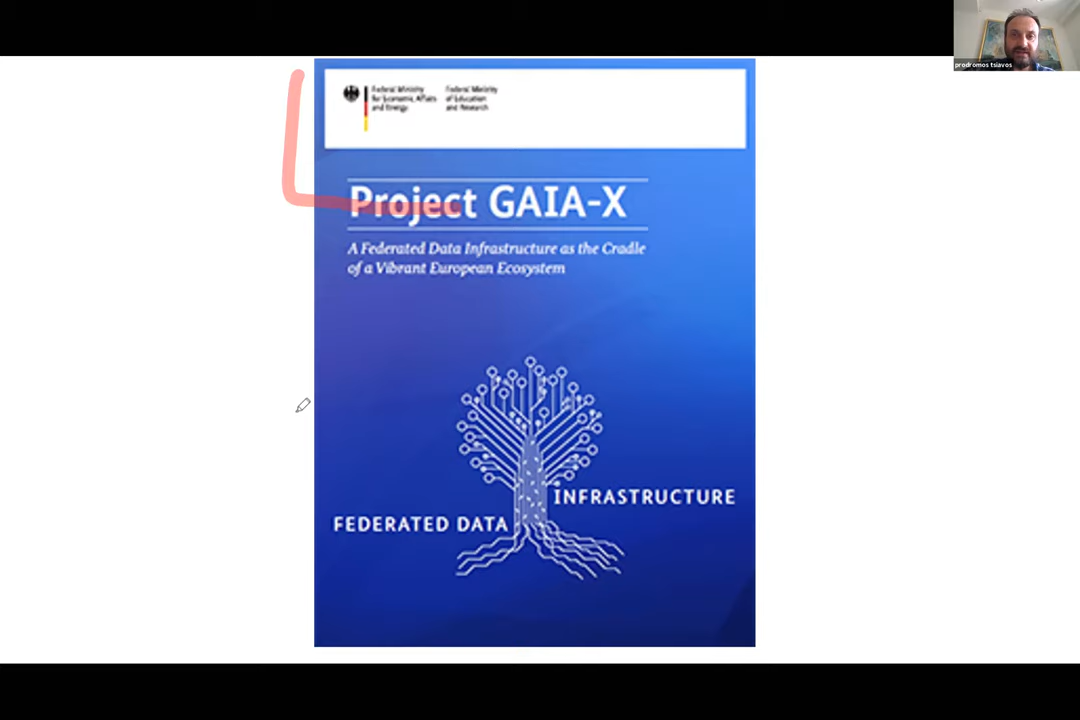 prodromos tsiavos
Federal Ministry
for Economic Affairs
and Energy
Federal Ministry
of Education
and Research
Project GAIA-X
A Federated Data Infrastructure as the Cradle
of a Vibrant European Ecosystem
INFRASTRUCTURE
FEDERATED DATA